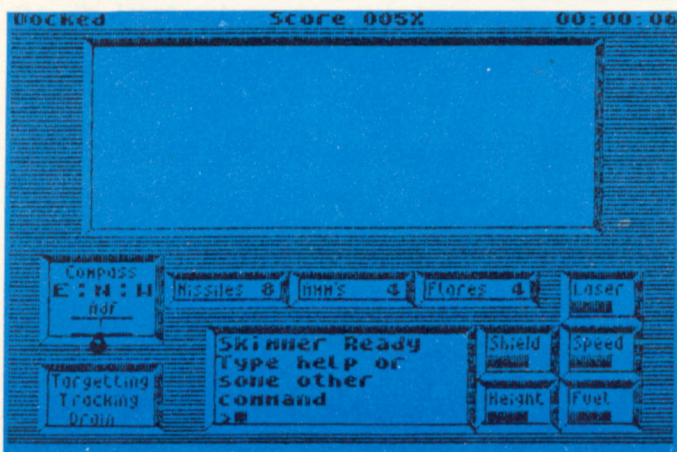 Docked Score 005% 00:00:06
Compass
E:N:W
Adf
Missiles 8 MMM's 4 Flares 4 Laser
Skimmer Ready
Type help or
some other
command
>
Shield Speed
Targetting
Tracking
Drain
Height Fuel